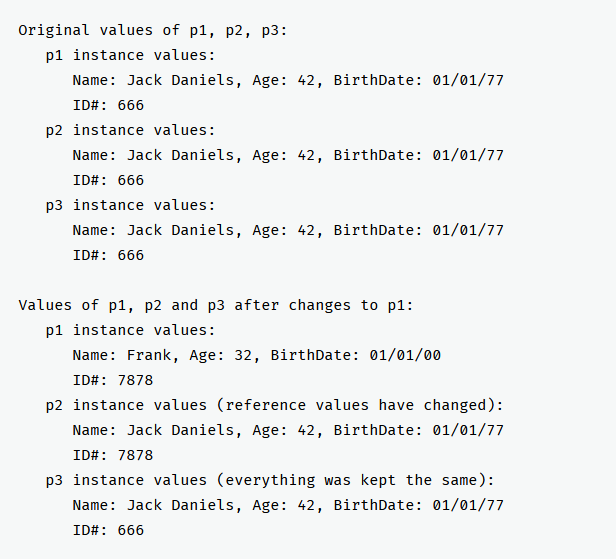 Original values of p1, p2, p3:
   p1 instance values:
      Name: Jack Daniels, Age: 42, BirthDate: 01/01/77
      ID#: 666
   p2 instance values:
      Name: Jack Daniels, Age: 42, BirthDate: 01/01/77
      ID#: 666
   p3 instance values:
      Name: Jack Daniels, Age: 42, BirthDate: 01/01/77
      ID#: 666

Values of p1, p2 and p3 after changes to p1:
   p1 instance values:
      Name: Frank, Age: 32, BirthDate: 01/01/00
      ID#: 7878
   p2 instance values (reference values have changed):
      Name: Jack Daniels, Age: 42, BirthDate: 01/01/77
      ID#: 7878
   p3 instance values (everything was kept the same):
      Name: Jack Daniels, Age: 42, BirthDate: 01/01/77
      ID#: 666